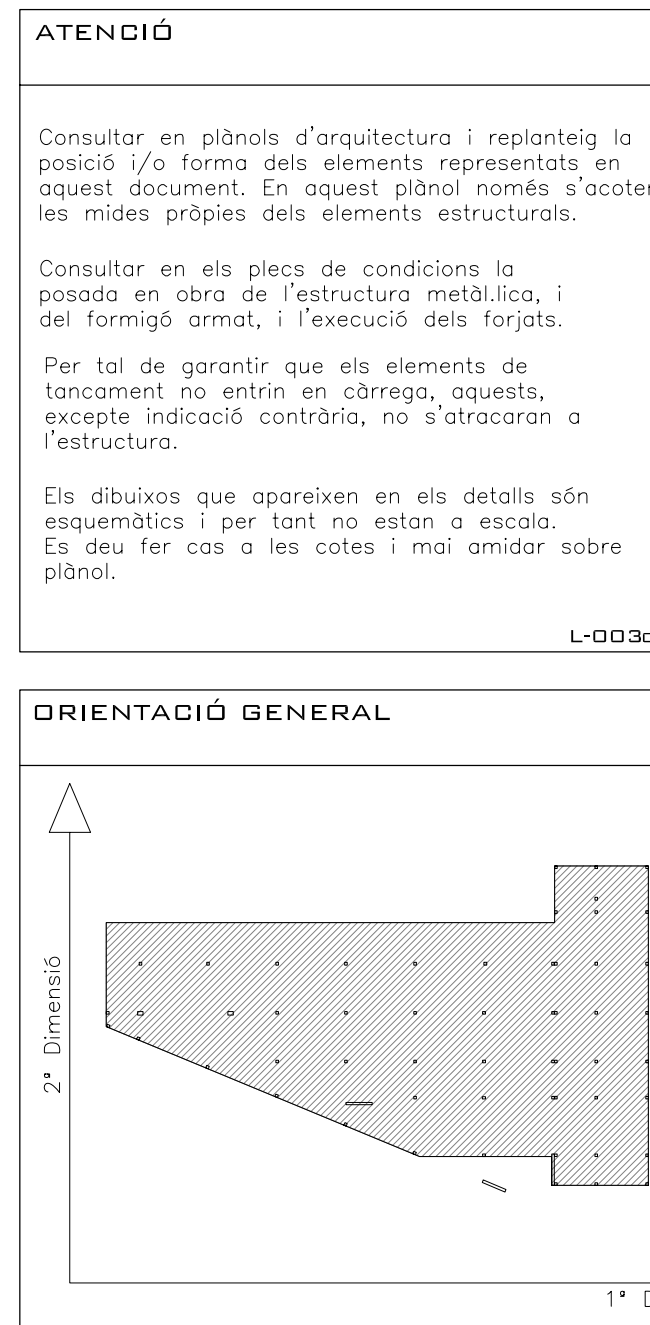 ATENCIÓ
Consultar en plànols d'arquitectura i replanteig la
posició i/o forma dels elements representats en
aquest document. En aquest plànol només s'acoten
les mides pròpies dels elements estructurals.
Consultar en els plecs de condicions la
posada en obra de l'estructura metàl.lica, i
del formigó armat, i l'execució dels forjats.
Per tal de garantir que els elements de
tancament no entrin en càrrega, aquests,
excepte indicació contrària, no s'atracaran a
l'estructura.
Els dibuixos que apareixen en els detalls són
esquemàtics i per tant no estan a escala.
Es deu fer cas a les cotes i mai amidar sobre
plànol.
L-003
ORIENTACIÓ GENERAL
2ª Dimensió
1ª D